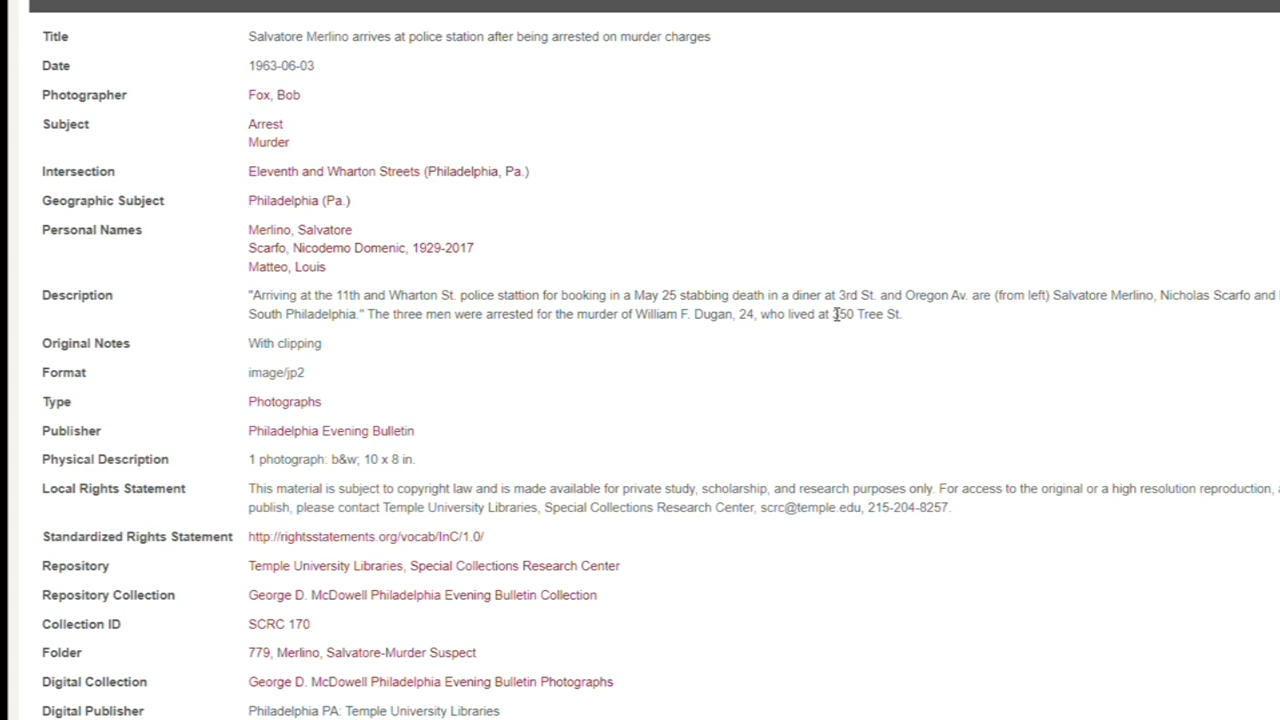 Title Salvatore Merlino arrives at police station after being arrested on murder charges
Date 1963-06-03
Photographer Fox, Bob
Subject Arrest
Murder
Intersection Eleventh and Wharton Streets (Philadelphia, Pa.)
Geographic Subject Philadelphia (Pa.)
Personal Names Merlino, Salvatore
Scarfo, Nicodemo Domenic, 1929-2017
Matteo, Louis
Description "Arriving at the 11th and Wharton St. police stattion for booking in a May 25 stabbing death in a diner at 3rd St. and Oregon Av. are (from left) Salvatore Merlino, Nicholas Scarfo and
South Philadelphia." The three men were arrested for the murder of William F. Dugan, 24, who lived at 350 Tree St.
Original Notes With clipping
Format image/jp2
Type Photographs
Publisher Philadelphia Evening Bulletin
Physical Description 1 photograph: b&w; 10 x 8 in.
Local Rights Statement This material is subject to copyright law and is made available for private study, scholarship, and research purposes only. For access to the original or a high resolution reproduction,
publish, please contact Temple University Libraries, Special Collections Research Center, scrc@temple.edu, 215-204-8257.
Standardized Rights Statement http://rightsstatements.org/vocab/InC/1.0/
Repository Temple University Libraries, Special Collections Research Center
Repository Collection George D. McDowell Philadelphia Evening Bulletin Collection
Collection ID SCRC 170
Folder 779, Merlino, Salvatore-Murder Suspect
Digital Collection George D. McDowell Philadelphia Evening Bulletin Photographs
Digital Publisher Philadelphia PA: Temple University Libraries